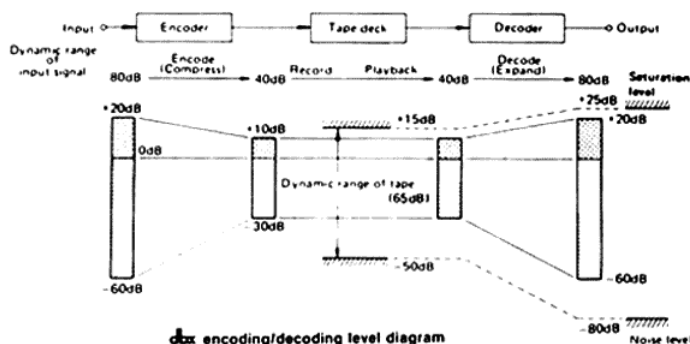 Input
Encoder
Tape deck
Decoder
Output
Dynamic range
of
input signal
80dB
Encode
(Compress)
40dB
Record
Playback
40dB
Decode
(Expand)
80dB
Saturation
level
+20dB
+10dB
+15dB
+25dB
+20dB
0dB
Dynamic range of tape
(65dB)
-30dB
-50dB
-60dB
-60dB
-80dB
Noise level
dbx encoding/decoding level diagram